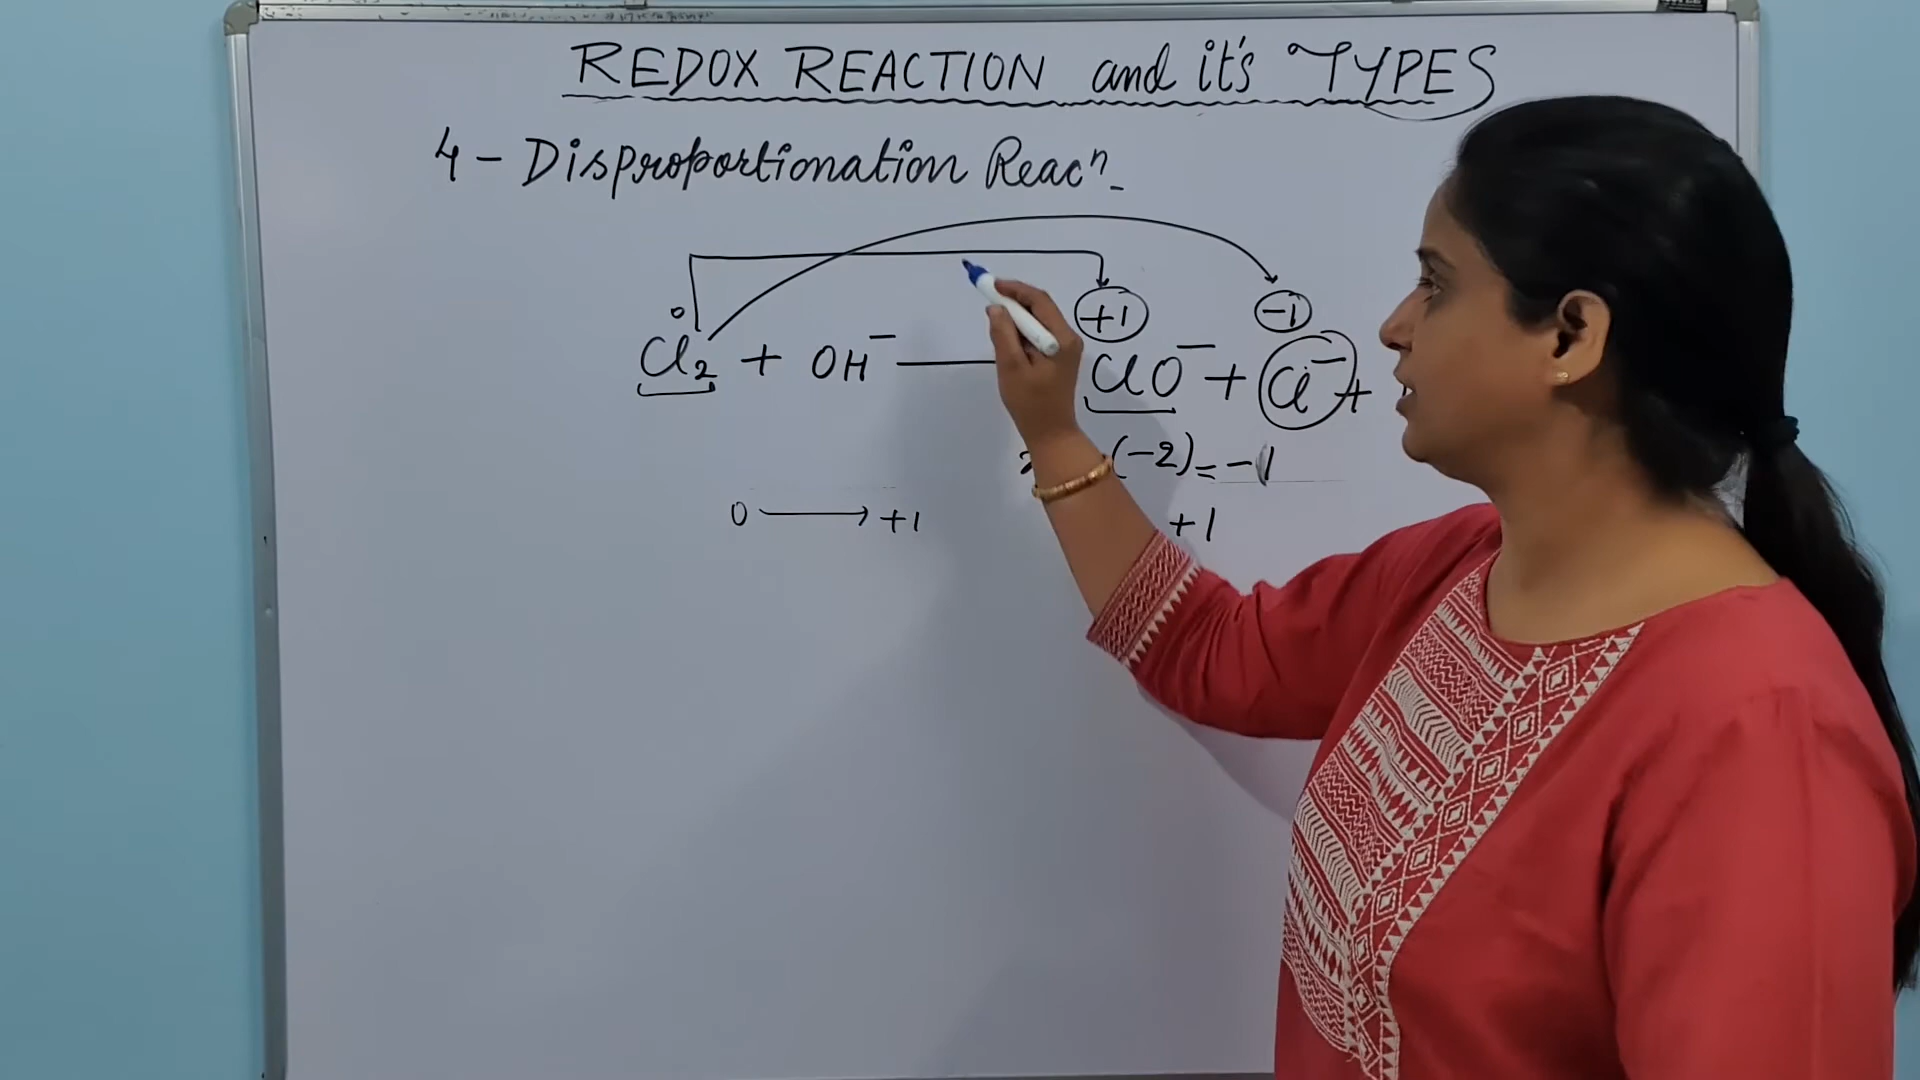 REDOX REACTION and it's TYPES
4 - Disproportionation Reacⁿ-
0 +1 -1
Cl₂ + OH⁻ — ClO⁻ + Cl⁻ +
(-2) = -1
0 → +1 +1